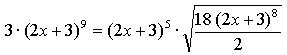 3·(2x+3)⁹ = (2x+3)⁵·√(18(2x+3)⁸/2)